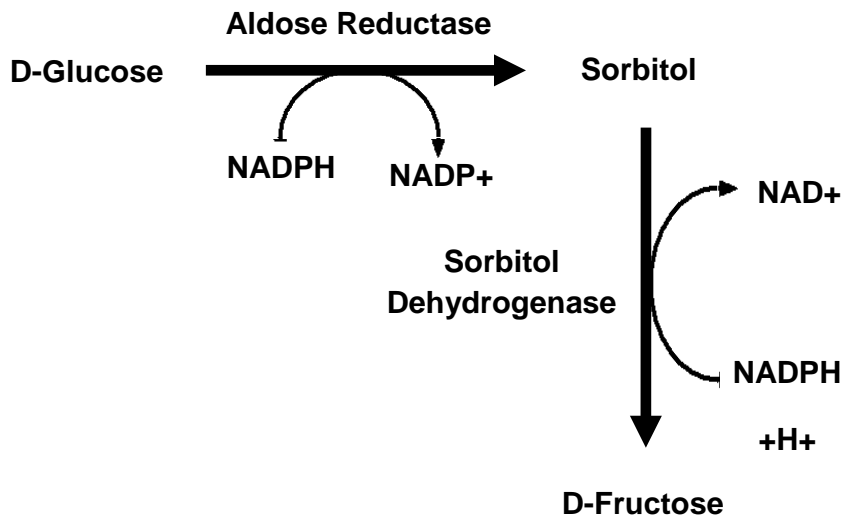 Aldose Reductase
D-Glucose
Sorbitol
NADPH
NADP+
NAD+
Sorbitol
Dehydrogenase
NADPH
+H+
D-Fructose